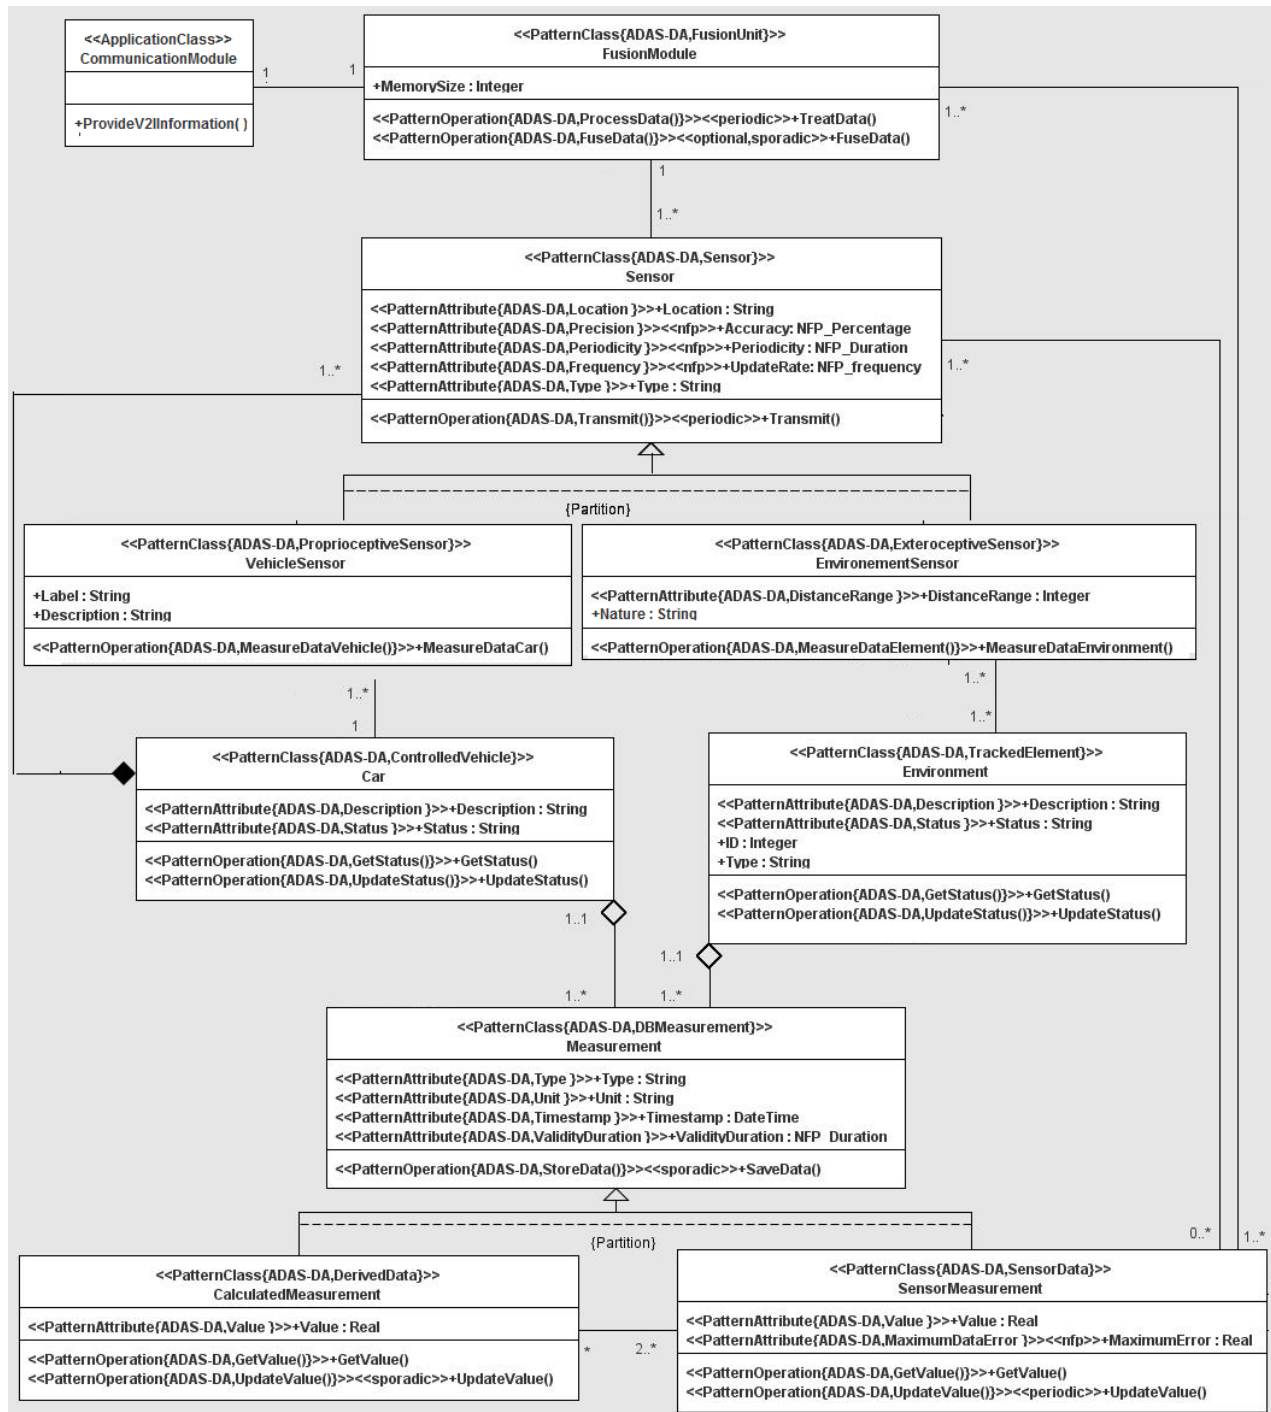 <<ApplicationClass>>
CommunicationModule
+ProvideV2IInformation( )
1
1
<<PatternClass{ADAS-DA,FusionUnit}>>
FusionModule
+MemorySize : Integer
<<PatternOperation{ADAS-DA,ProcessData()}>><<periodic>>+TreatData()
<<PatternOperation{ADAS-DA,FuseData()}>><<optional,sporadic>>+FuseData()
1..*
1
1..*
<<PatternClass{ADAS-DA,Sensor}>>
Sensor
<<PatternAttribute{ADAS-DA,Location }>>+Location : String
<<PatternAttribute{ADAS-DA,Precision }>><<nfp>>+Accuracy: NFP_Percentage
<<PatternAttribute{ADAS-DA,Periodicity }>><<nfp>>+Periodicity : NFP_Duration
<<PatternAttribute{ADAS-DA,Frequency }>><<nfp>>+UpdateRate: NFP_frequency
<<PatternAttribute{ADAS-DA,Type }>>+Type : String
<<PatternOperation{ADAS-DA,Transmit()}>><<periodic>>+Transmit()
1..*
1..*
{Partition}
<<PatternClass{ADAS-DA,ProprioceptiveSensor}>>
VehicleSensor
+Label : String
+Description : String
<<PatternOperation{ADAS-DA,MeasureDataVehicle()}>>+MeasureDataCar()
<<PatternClass{ADAS-DA,ExteroceptiveSensor}>>
EnvironementSensor
<<PatternAttribute{ADAS-DA,DistanceRange }>>+DistanceRange : Integer
+Nature : String
<<PatternOperation{ADAS-DA,MeasureDataElement()}>>+MeasureDataEnvironment()
1..*
1
1..*
1..*
<<PatternClass{ADAS-DA,ControlledVehicle}>>
Car
<<PatternAttribute{ADAS-DA,Description }>>+Description : String
<<PatternAttribute{ADAS-DA,Status }>>+Status : String
<<PatternOperation{ADAS-DA,GetStatus()}>>+GetStatus()
<<PatternOperation{ADAS-DA,UpdateStatus()}>>+UpdateStatus()
<<PatternClass{ADAS-DA,TrackedElement}>>
Environment
<<PatternAttribute{ADAS-DA,Description }>>+Description : String
<<PatternAttribute{ADAS-DA,Status }>>+Status : String
+ID : Integer
+Type : String
<<PatternOperation{ADAS-DA,GetStatus()}>>+GetStatus()
<<PatternOperation{ADAS-DA,UpdateStatus()}>>+UpdateStatus()
1..1
1..1
1..*
1..*
<<PatternClass{ADAS-DA,DBMeasurement}>>
Measurement
<<PatternAttribute{ADAS-DA,Type }>>+Type : String
<<PatternAttribute{ADAS-DA,Unit }>>+Unit : String
<<PatternAttribute{ADAS-DA,Timestamp }>>+Timestamp : DateTime
<<PatternAttribute{ADAS-DA,ValidityDuration }>>+ValidityDuration : NFP_Duration
<<PatternOperation{ADAS-DA,StoreData()}>><<sporadic>>+SaveData()
{Partition}
0..*
1..*
<<PatternClass{ADAS-DA,DerivedData}>>
CalculatedMeasurement
<<PatternAttribute{ADAS-DA,Value }>>+Value : Real
<<PatternOperation{ADAS-DA,GetValue()}>>+GetValue()
<<PatternOperation{ADAS-DA,UpdateValue()}>><<sporadic>>+UpdateValue()
*
2..*
<<PatternClass{ADAS-DA,SensorData}>>
SensorMeasurement
<<PatternAttribute{ADAS-DA,Value }>>+Value : Real
<<PatternAttribute{ADAS-DA,MaximumDataError }>><<nfp>>+MaximumError : Real
<<PatternOperation{ADAS-DA,GetValue()}>>+GetValue()
<<PatternOperation{ADAS-DA,UpdateValue()}>><<periodic>>+UpdateValue()